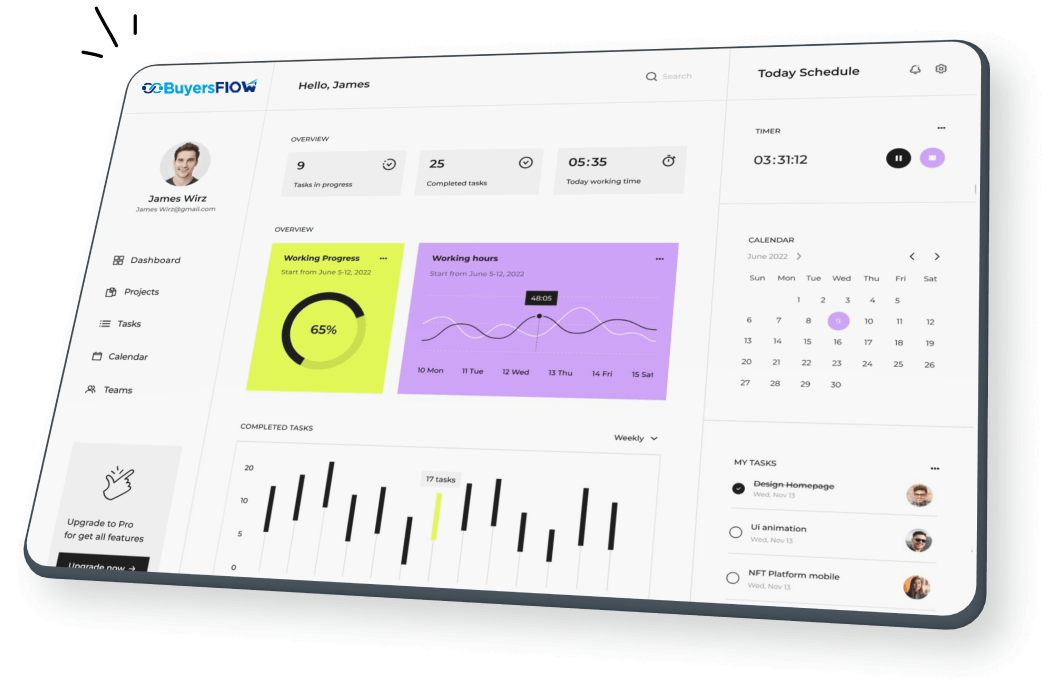 BuyersFlOW
James Wirz
James Wirz@gmail.com
Dashboard
Projects
Tasks
Calendar
Teams
Upgrade to Pro
for get all features
Upgrade now →
Hello, James
Search
OVERVIEW
9
Tasks in progress
25
Completed tasks
05:35
Today working time
OVERVIEW
Working Progress
Start from June 5-12, 2022
65%
Working hours
Start from June 5-12, 2022
48:05
10 Mon 11 Tue 12 Wed 13 Thu 14 Fri 15 Sat
COMPLETED TASKS
Weekly
17 tasks
20
10
5
0
Today Schedule
TIMER
03:31:12
CALENDAR
June 2022
Sun Mon Tue Wed Thu Fri Sat
1 2 3 4 5
6 7 8 9 10 11 12
13 14 15 16 17 18 19
20 21 22 23 24 25 26
27 28 29 30
MY TASKS
Design Homepage
Wed, Nov 13
Ui animation
Wed, Nov 13
NFT Platform mobile
Wed, Nov 13